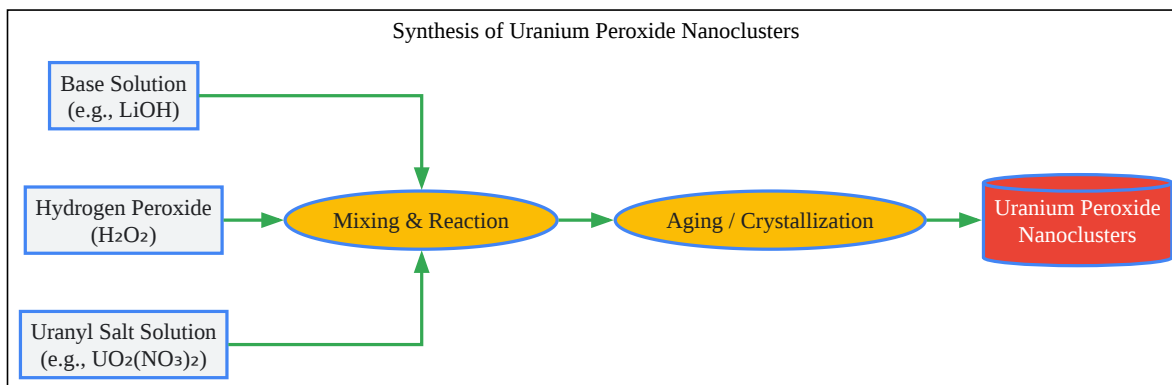 Synthesis of Uranium Peroxide Nanoclusters
Base Solution
(e.g., LiOH)
Hydrogen Peroxide
(H₂O₂)
Uranyl Salt Solution
(e.g., UO₂(NO₃)₂)
Mixing & Reaction
Aging / Crystallization
Uranium Peroxide
Nanoclusters